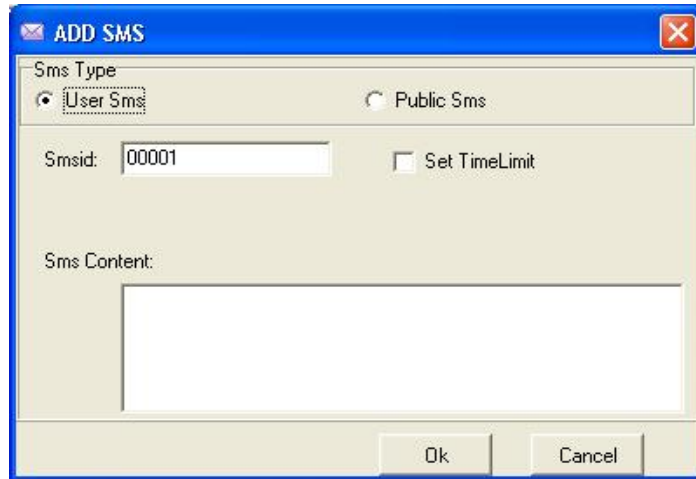 ADD SMS
Sms Type
User Sms
Public Sms
Smsid:
00001
Set TimeLimit
Sms Content:
Ok
Cancel